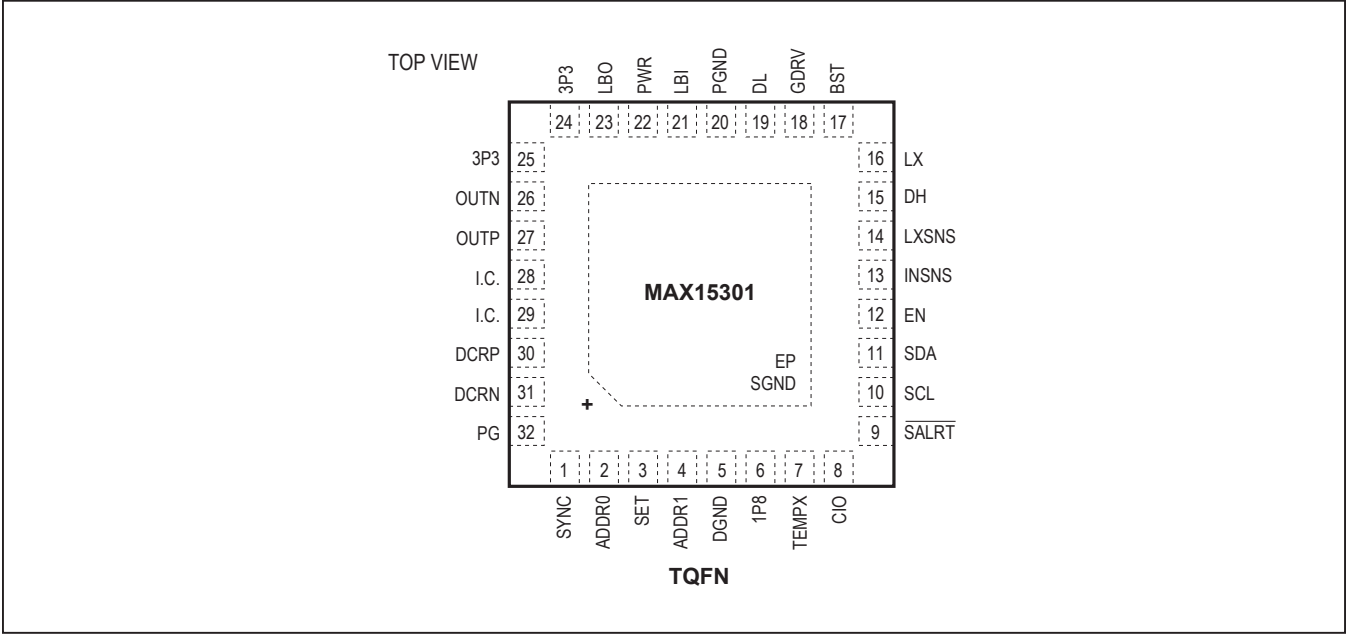 TOP VIEW
3P3 LBO PWR LBI PGND DL GDRV BST
24 23 22 21 20 19 18 17
3P3 25
OUTN 26
OUTP 27
I.C. 28
I.C. 29
DCRP 30
DCRN 31
PG 32
16 LX
15 DH
14 LXSNS
13 INSNS
12 EN
11 SDA
10 SCL
9 SALRT
MAX15301
EP
SGND
+
1 2 3 4 5 6 7 8
SYNC ADDR0 SET ADDR1 DGND 1P8 TEMPX CIO
TQFN